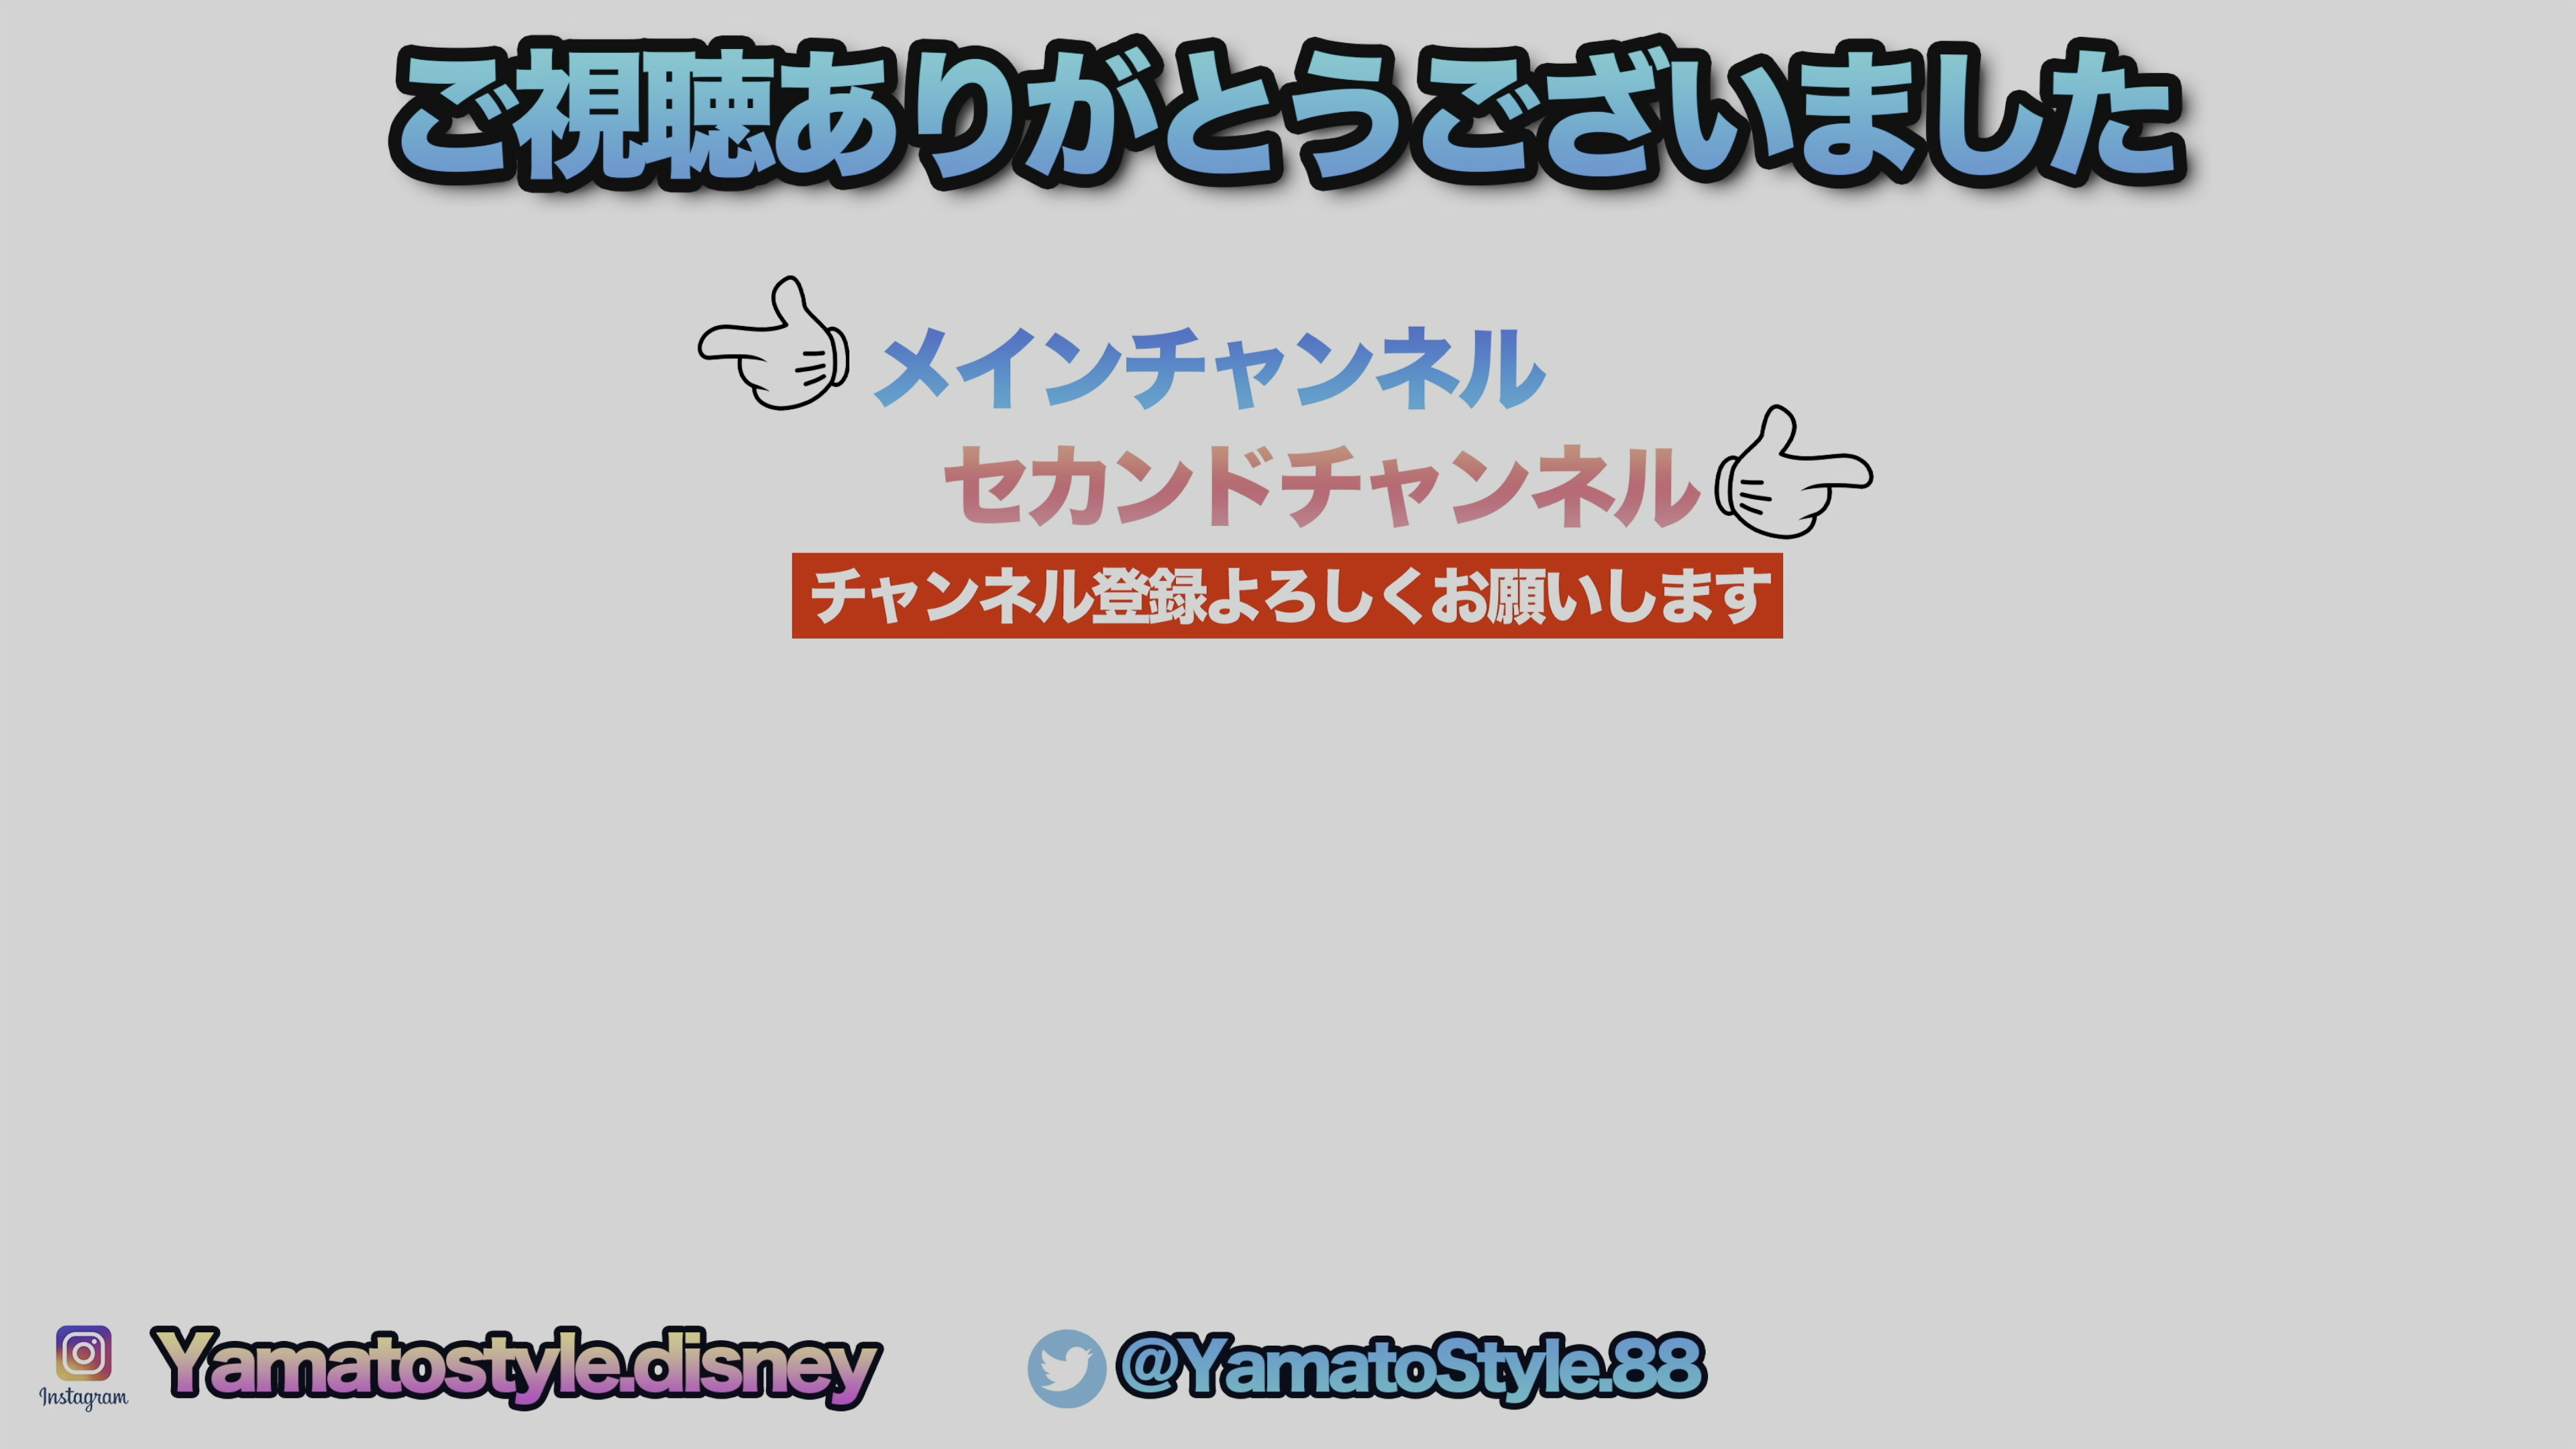 ご視聴ありがとうございました
メインチャンネル
セカンドチャンネル
チャンネル登録よろしくお願いします
Instagram
Yamatostyle.disney
@YamatoStyle.88